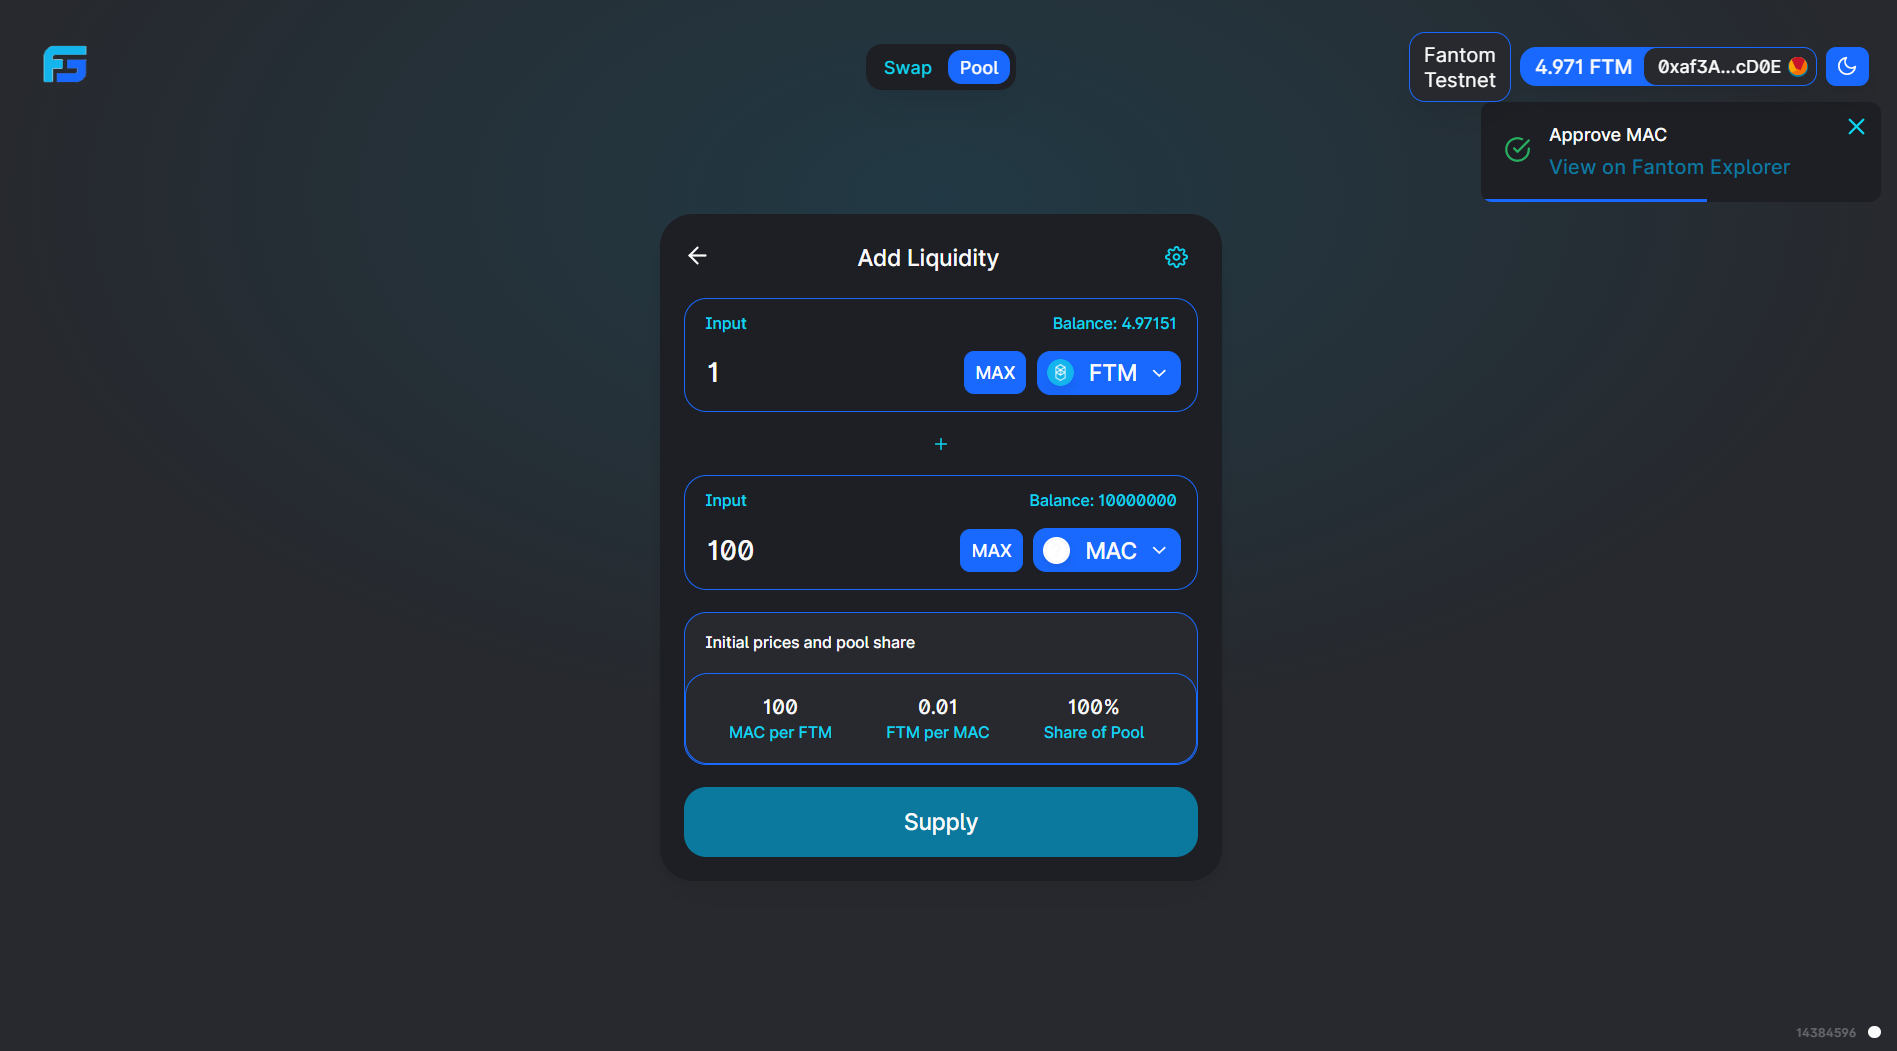 Swap
Pool
Fantom
Testnet
4.971 FTM
0xaf3A...cD0E
Approve MAC
View on Fantom Explorer
Add Liquidity
Input
Balance: 4.97151
1
MAX
FTM
+
Input
Balance: 10000000
100
MAX
MAC
Initial prices and pool share
100
0.01
100%
MAC per FTM
FTM per MAC
Share of Pool
Supply
14384596